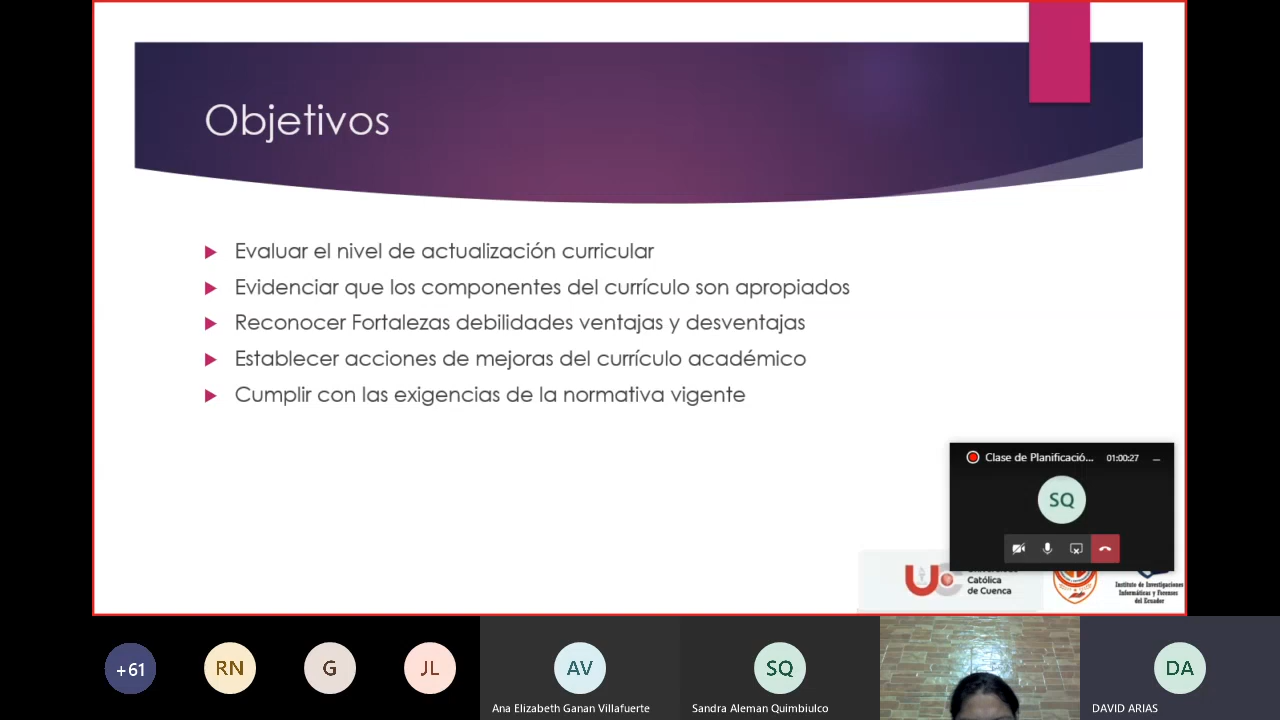 Objetivos
Evaluar el nivel de actualización curricular
Evidenciar que los componentes del currículo son apropiados
Reconocer Fortalezas debilidades ventajas y desventajas
Establecer acciones de mejoras del currículo académico
Cumplir con las exigencias de la normativa vigente
Clase de Planificació... 01:00:27
SQ
UC
Católica
de Cuenca
Instituto de Investigaciones
Informáticas y Forenses
del Ecuador
+61
RN
G
JL
AV
SQ
DA
Ana Elizabeth Ganan Villafuerte
Sandra Aleman Quimbiulco
DAVID ARIAS